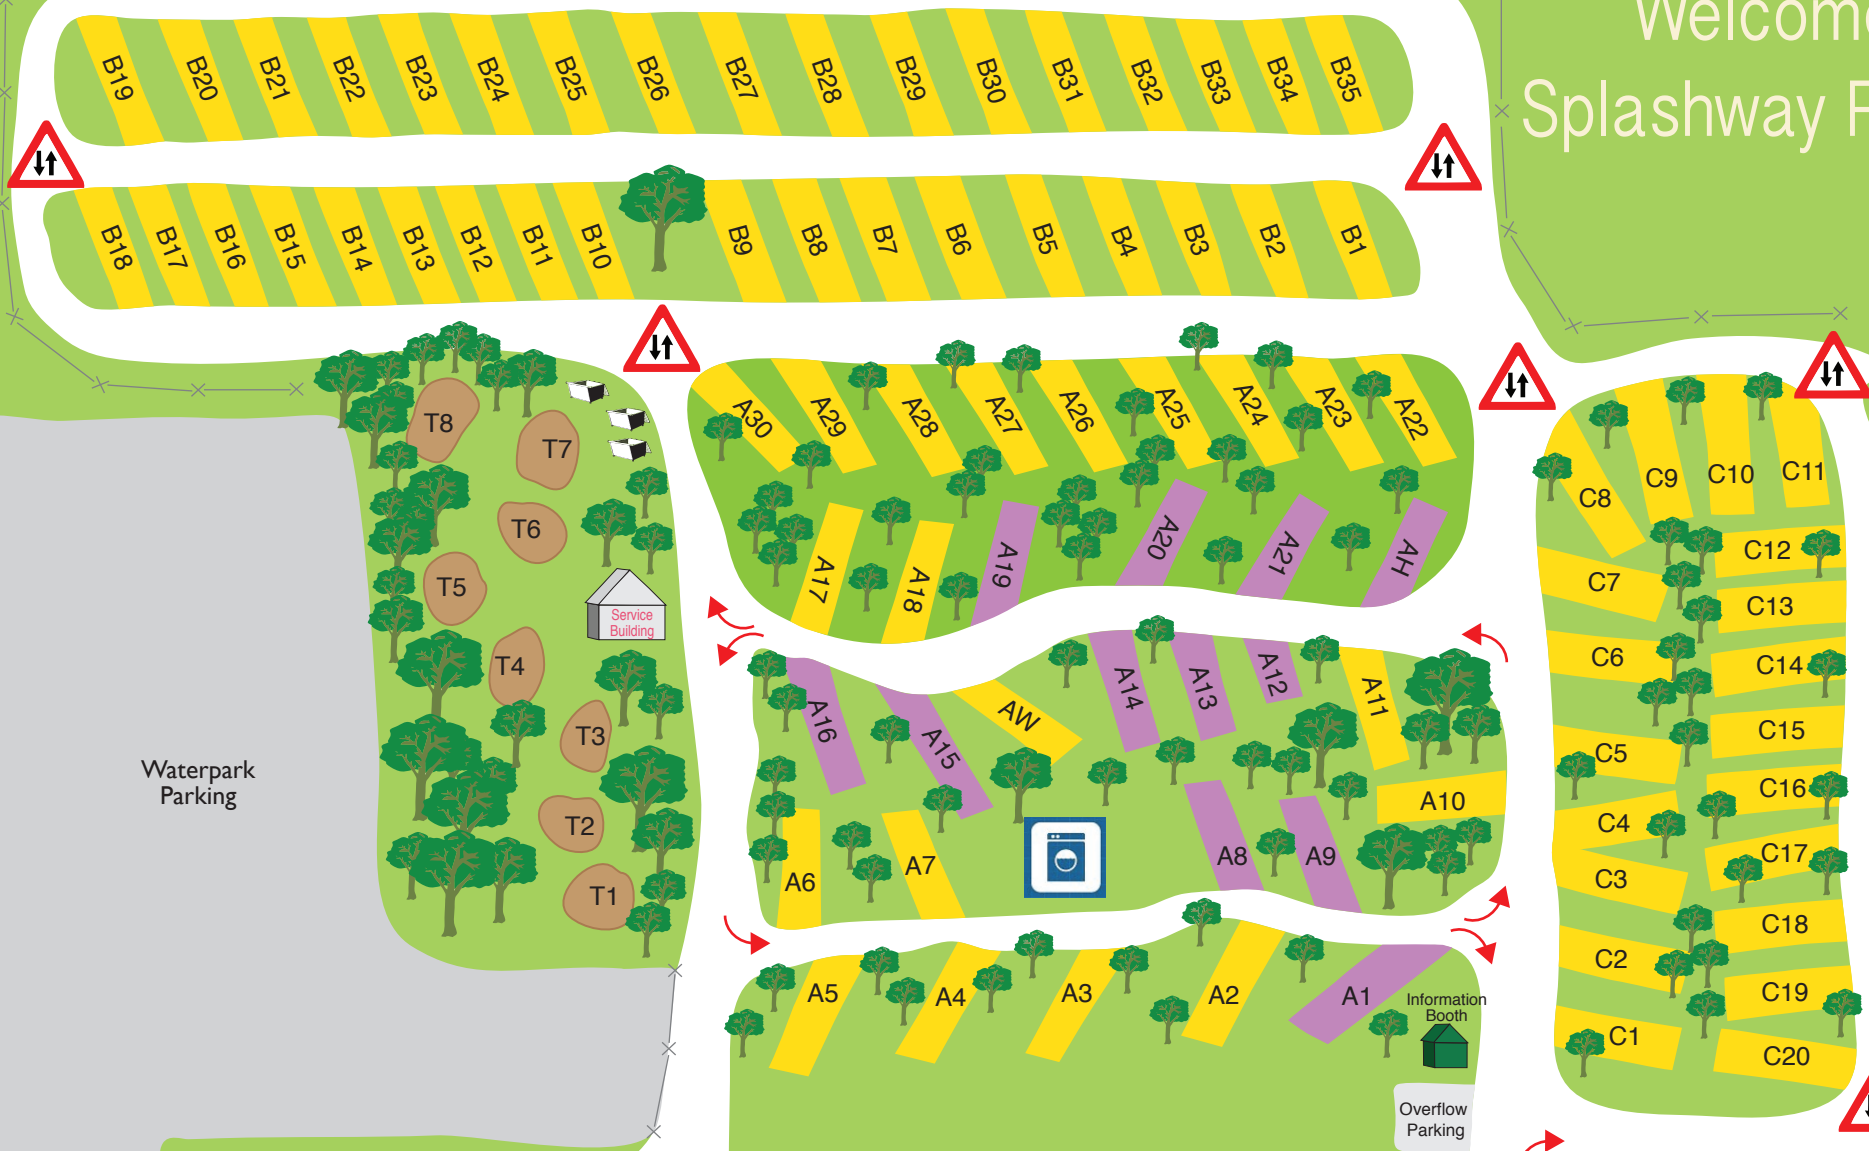 Welcome
Splashway
B19 B20 B21 B22 B23 B24 B25 B26 B27 B28 B29 B30 B31 B32 B33 B34 B35
B18 B17 B16 B15 B14 B13 B12 B11 B10 B9 B8 B7 B6 B5 B4 B3 B2 B1
T8
T7
T6
T5
T4
T3
T2
T1
Service
Building
Waterpark
Parking
A30 A29 A28 A27 A26 A25 A24 A23 A22
A17 A18 A19 A20 A21 AH
A16 A15 AW A14 A13 A12 A11
A10
A6 A7 A8 A9
A5 A4 A3 A2 A1
Information
Booth
Overflow
Parking
C8 C9 C10 C11
C12
C7 C13
C6 C14
C15
C5
C16
C4
C17
C3
C18
C2
C19
C1
C20